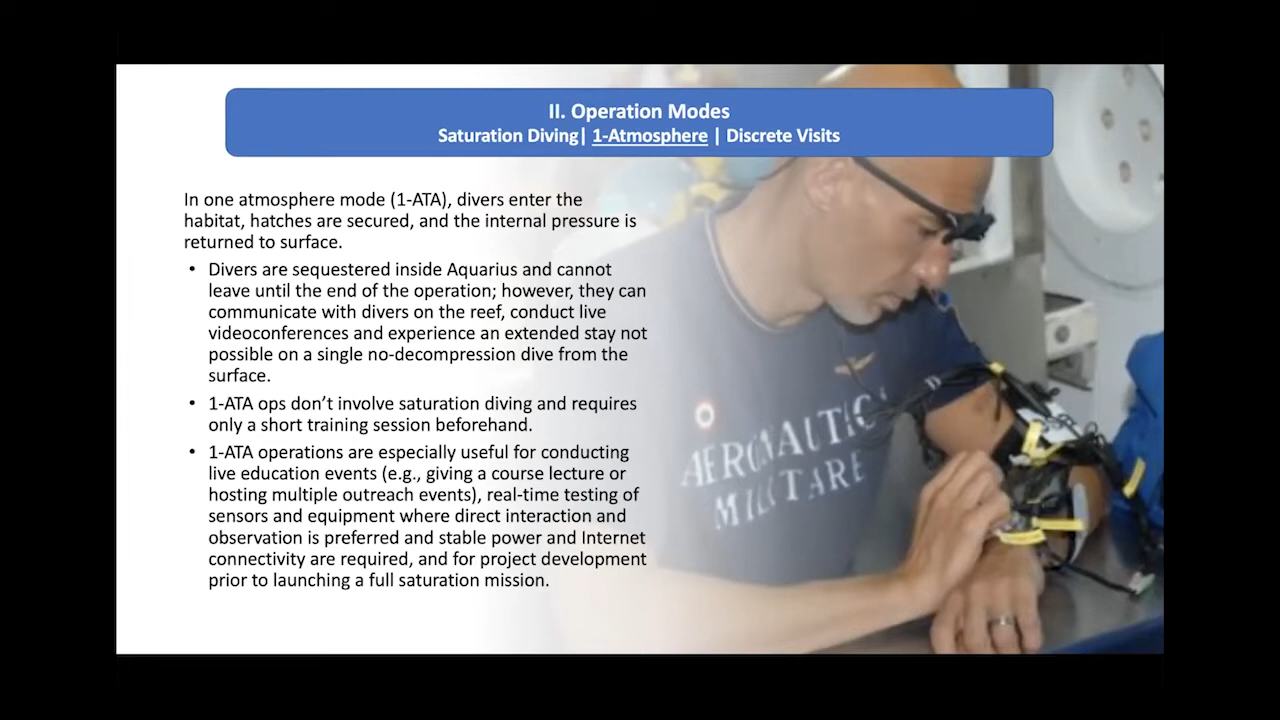 II. Operation Modes
Saturation Diving| 1-Atmosphere | Discrete Visits
In one atmosphere mode (1-ATA), divers enter the
habitat, hatches are secured, and the internal pressure is
returned to surface.
• Divers are sequestered inside Aquarius and cannot
leave until the end of the operation; however, they can
communicate with divers on the reef, conduct live
videoconferences and experience an extended stay not
possible on a single no-decompression dive from the
surface.
• 1-ATA ops don’t involve saturation diving and requires
only a short training session beforehand.
• 1-ATA operations are especially useful for conducting
live education events (e.g., giving a course lecture or
hosting multiple outreach events), real-time testing of
sensors and equipment where direct interaction and
observation is preferred and stable power and Internet
connectivity are required, and for project development
prior to launching a full saturation mission.
AERONAUTICA
MILITARE